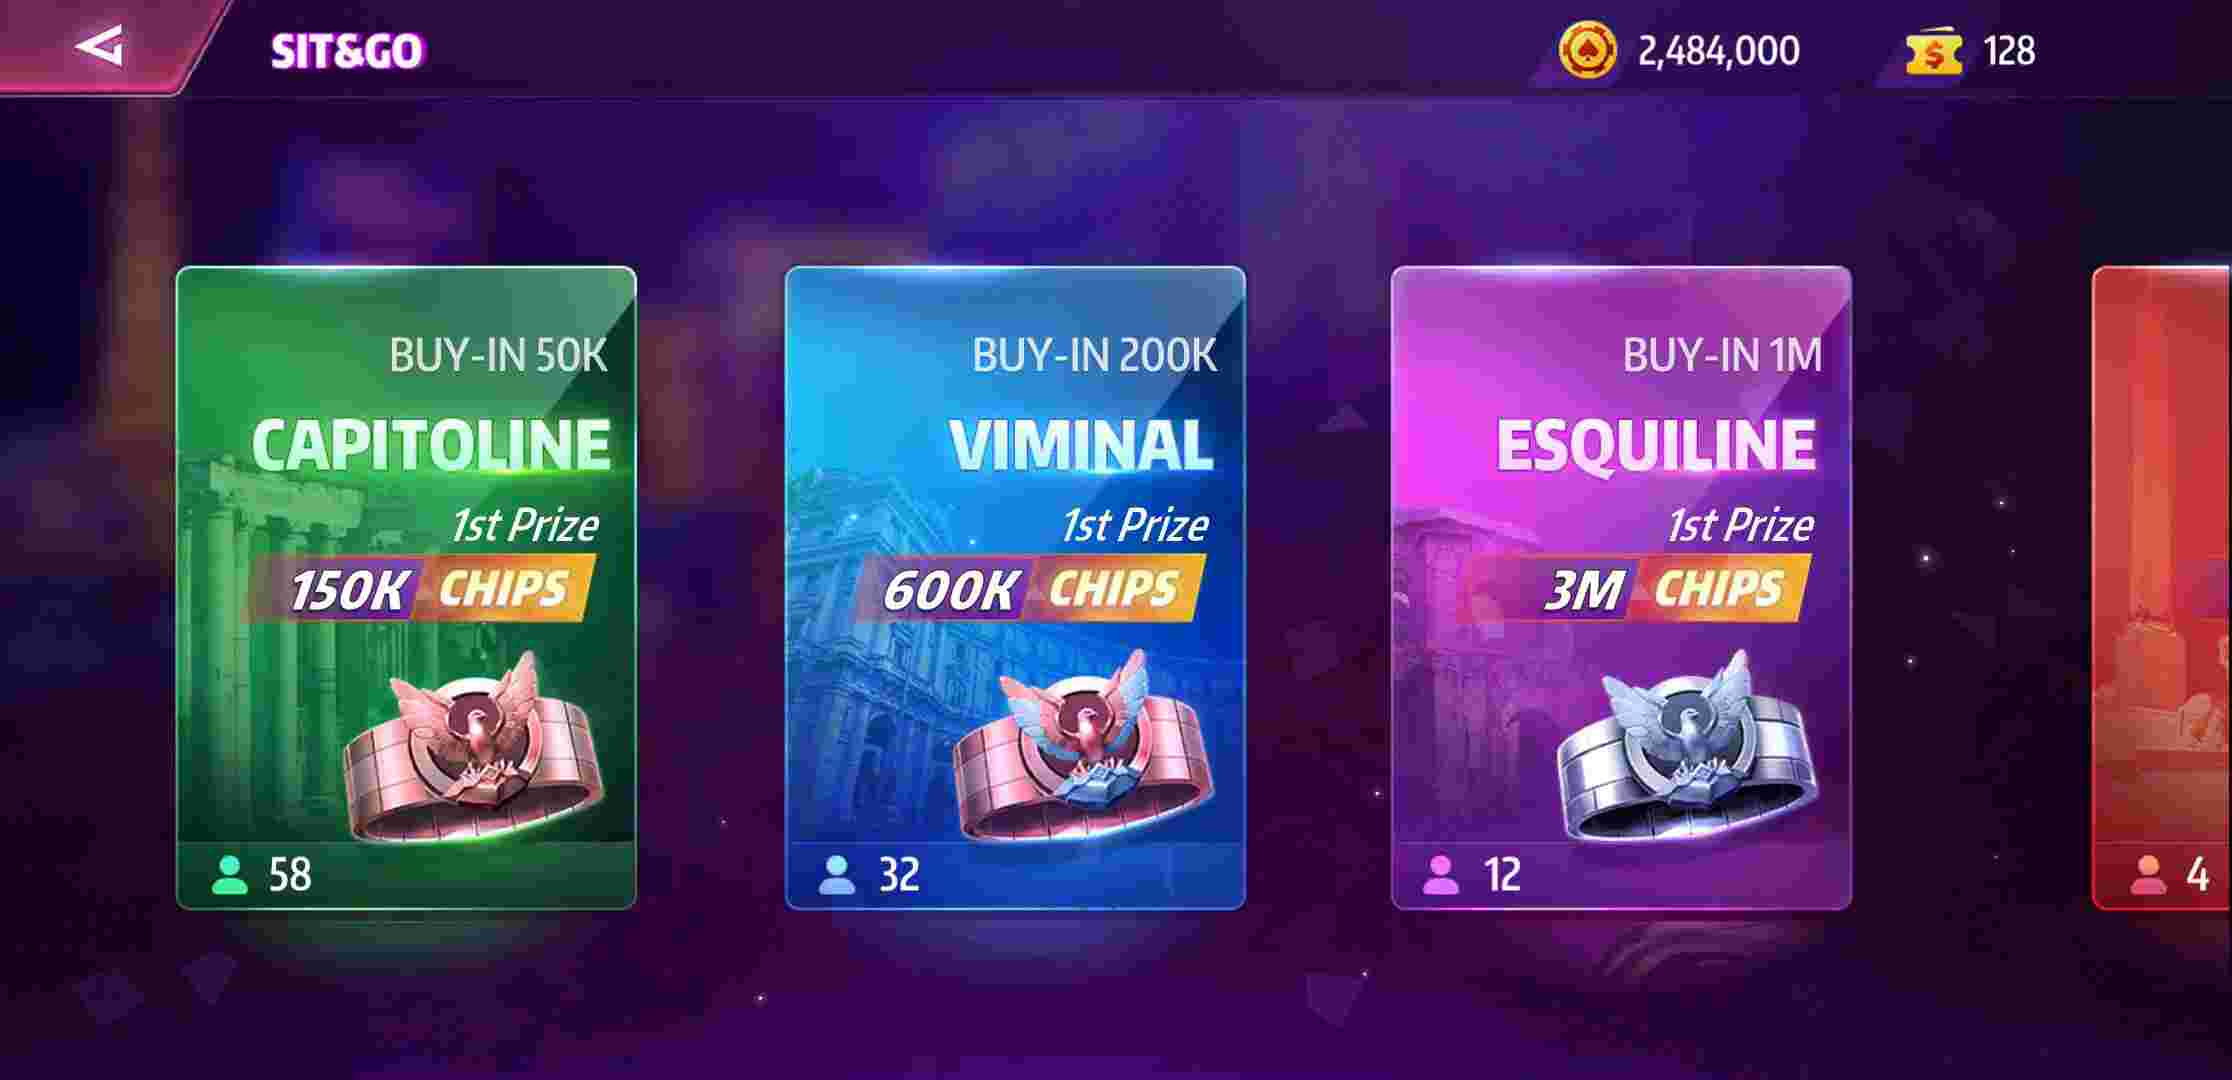 SIT&GO
2,484,000
128
BUY-IN 50K
CAPITOLINE
1st Prize
150K CHIPS
58
BUY-IN 200K
VIMINAL
1st Prize
600K CHIPS
32
BUY-IN 1M
ESQUILINE
1st Prize
3M CHIPS
12
4